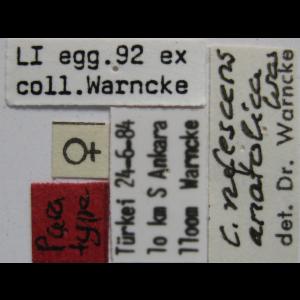 LI egg.92 ex
coll.Warncke
♀
Para
type
Türkei 24-6-84
10 km S Ankara
1100m Warncke
C. rufescens
anatolica
War
det. Dr. Warncke